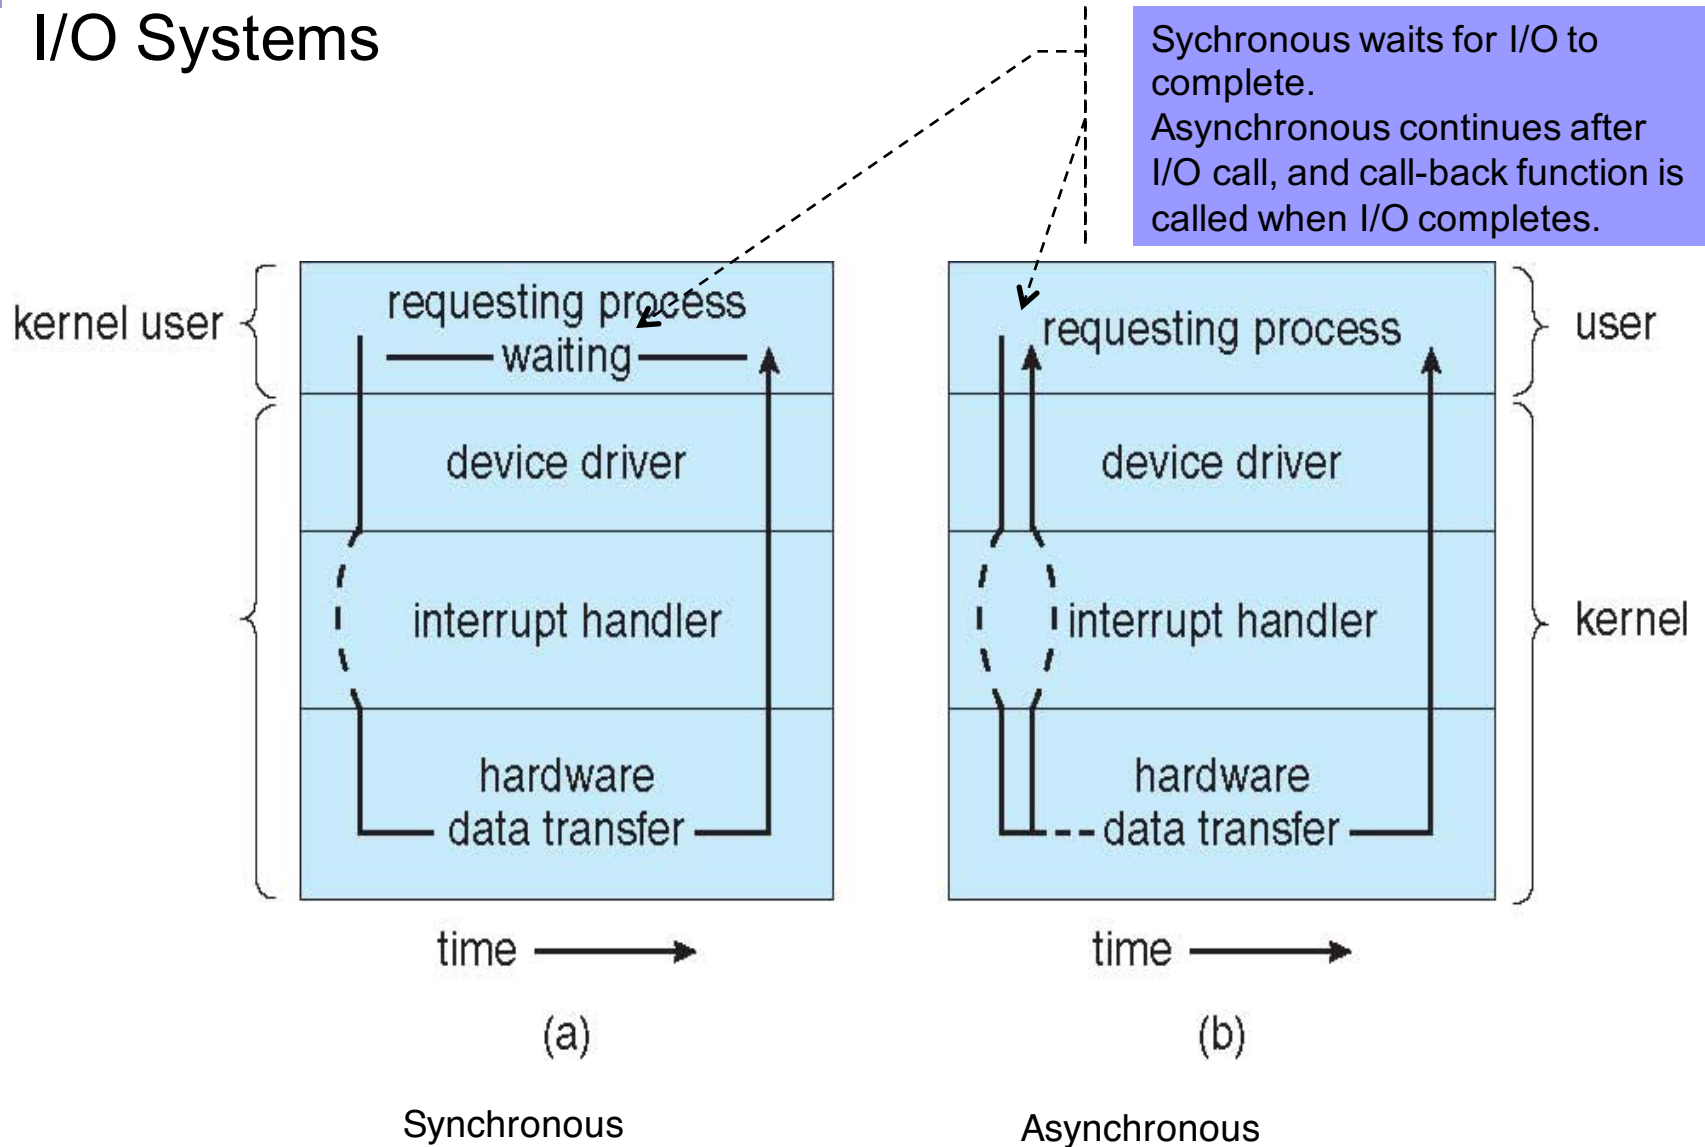 I/O Systems
Sychronous waits for I/O to
complete.
Asynchronous continues after
I/O call, and call-back function is
called when I/O completes.
kernel user
requesting process
waiting
device driver
interrupt handler
hardware
data transfer
time
(a)
Synchronous
requesting process
device driver
interrupt handler
hardware
data transfer
user
kernel
time
(b)
Asynchronous